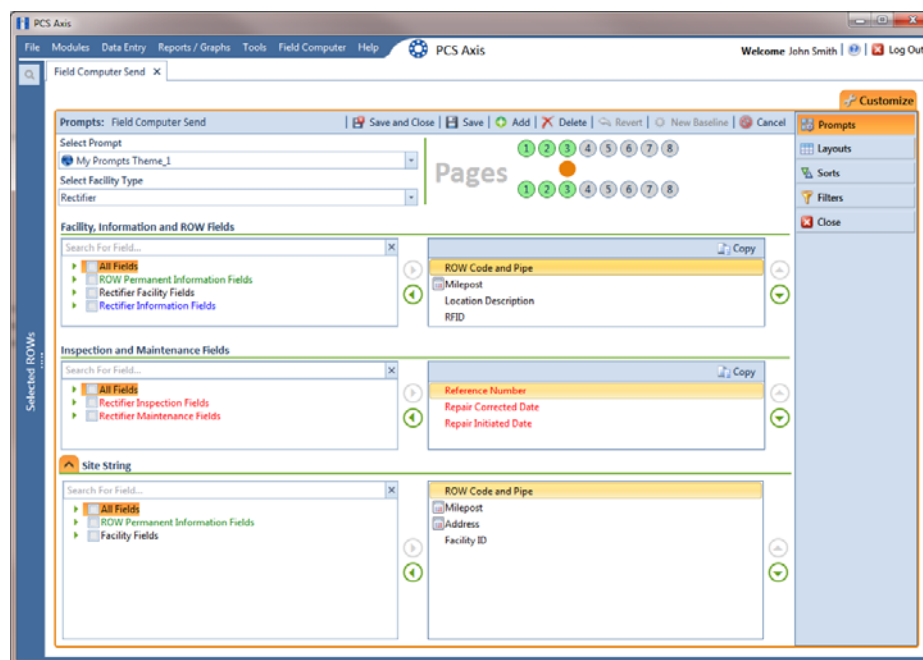 PCS Axis
File Modules Data Entry Reports / Graphs Tools Field Computer Help PCS Axis Welcome John Smith Log Out
Field Computer Send X
Customize
Prompts: Field Computer Send | Save and Close | Save | Add | Delete | Revert | New Baseline | Cancel
Prompts
Layouts
Sorts
Filters
Close
Select Prompt
My Prompts Theme_1
Select Facility Type
Rectifier
Pages
1 2 3 4 5 6 7 8
1 2 3 4 5 6 7 8
Facility, Information and ROW Fields
Search For Field...
All Fields
ROW Permanent Information Fields
Rectifier Facility Fields
Rectifier Information Fields
Copy
ROW Code and Pipe
Milepost
Location Description
RFID
Selected ROWs
Inspection and Maintenance Fields
Search For Field...
All Fields
Rectifier Inspection Fields
Rectifier Maintenance Fields
Copy
Reference Number
Repair Corrected Date
Repair Initiated Date
Site String
Search For Field...
All Fields
ROW Permanent Information Fields
Facility Fields
ROW Code and Pipe
Milepost
Address
Facility ID